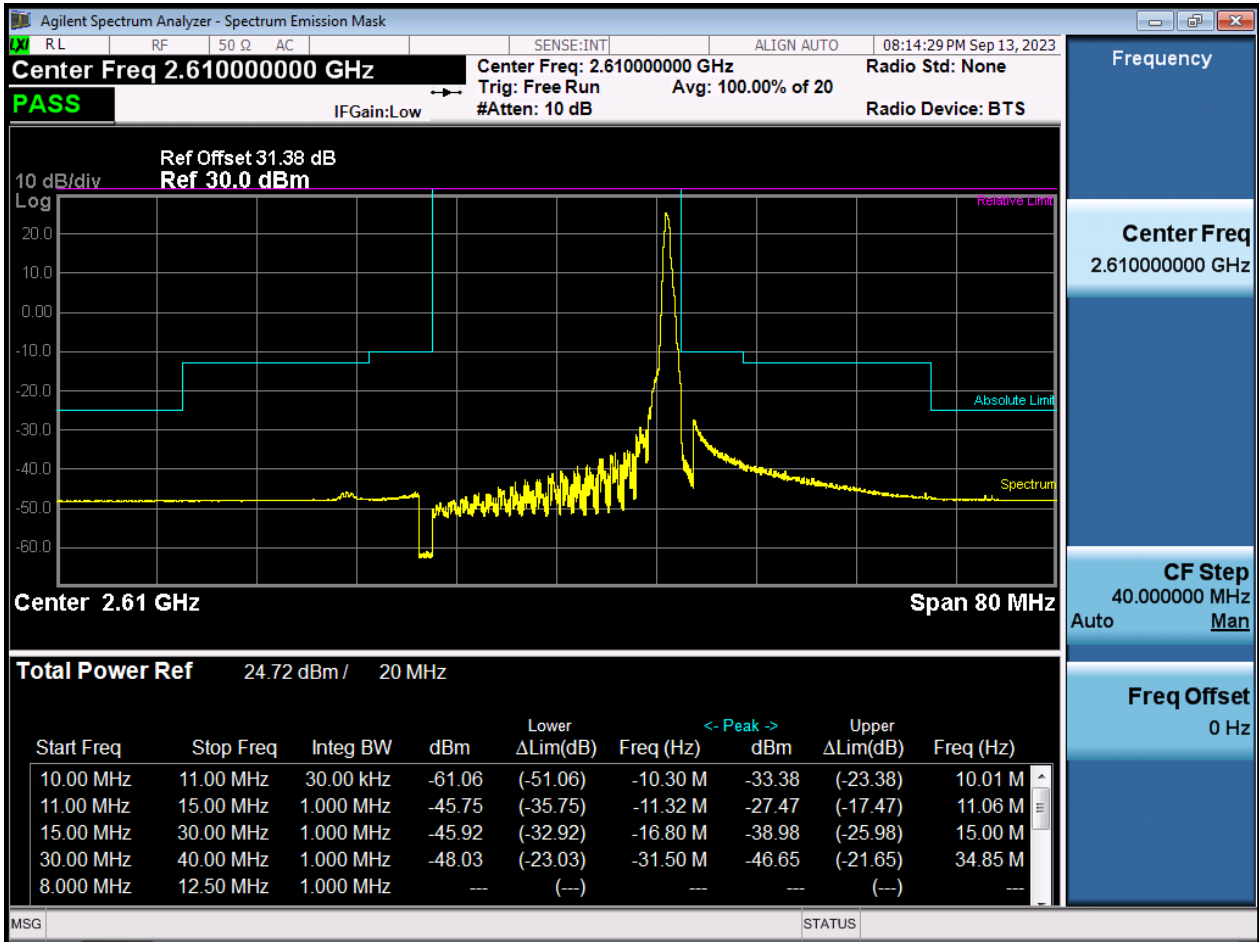 Agilent Spectrum Analyzer - Spectrum Emission Mask
LXI RL RF 50 Ω AC SENSE:INT ALIGN AUTO 08:14:29 PM Sep 13, 2023
Center Freq 2.610000000 GHz
PASS
IFGain:Low
Center Freq: 2.610000000 GHz
Trig: Free Run Avg: 100.00% of 20
#Atten: 10 dB
Radio Std: None
Radio Device: BTS
Ref Offset 31.38 dB
10 dB/div Ref 30.0 dBm
Log
Relative Limit
20.0
10.0
0.00
-10.0
-20.0
Absolute Limit
-30.0
-40.0
Spectrum
-50.0
-60.0
Center 2.61 GHz Span 80 MHz
Total Power Ref 24.72 dBm / 20 MHz
Lower <- Peak -> Upper
Start Freq Stop Freq Integ BW dBm ΔLim(dB) Freq (Hz) dBm ΔLim(dB) Freq (Hz)
10.00 MHz 11.00 MHz 30.00 kHz -61.06 (-51.06) -10.30 M -33.38 (-23.38) 10.01 M
11.00 MHz 15.00 MHz 1.000 MHz -45.75 (-35.75) -11.32 M -27.47 (-17.47) 11.06 M
15.00 MHz 30.00 MHz 1.000 MHz -45.92 (-32.92) -16.80 M -38.98 (-25.98) 15.00 M
30.00 MHz 40.00 MHz 1.000 MHz -48.03 (-23.03) -31.50 M -46.65 (-21.65) 34.85 M
8.000 MHz 12.50 MHz 1.000 MHz --- (---) --- --- (---) ---
MSG STATUS
Frequency
Center Freq
2.610000000 GHz
CF Step
40.000000 MHz
Auto Man
Freq Offset
0 Hz